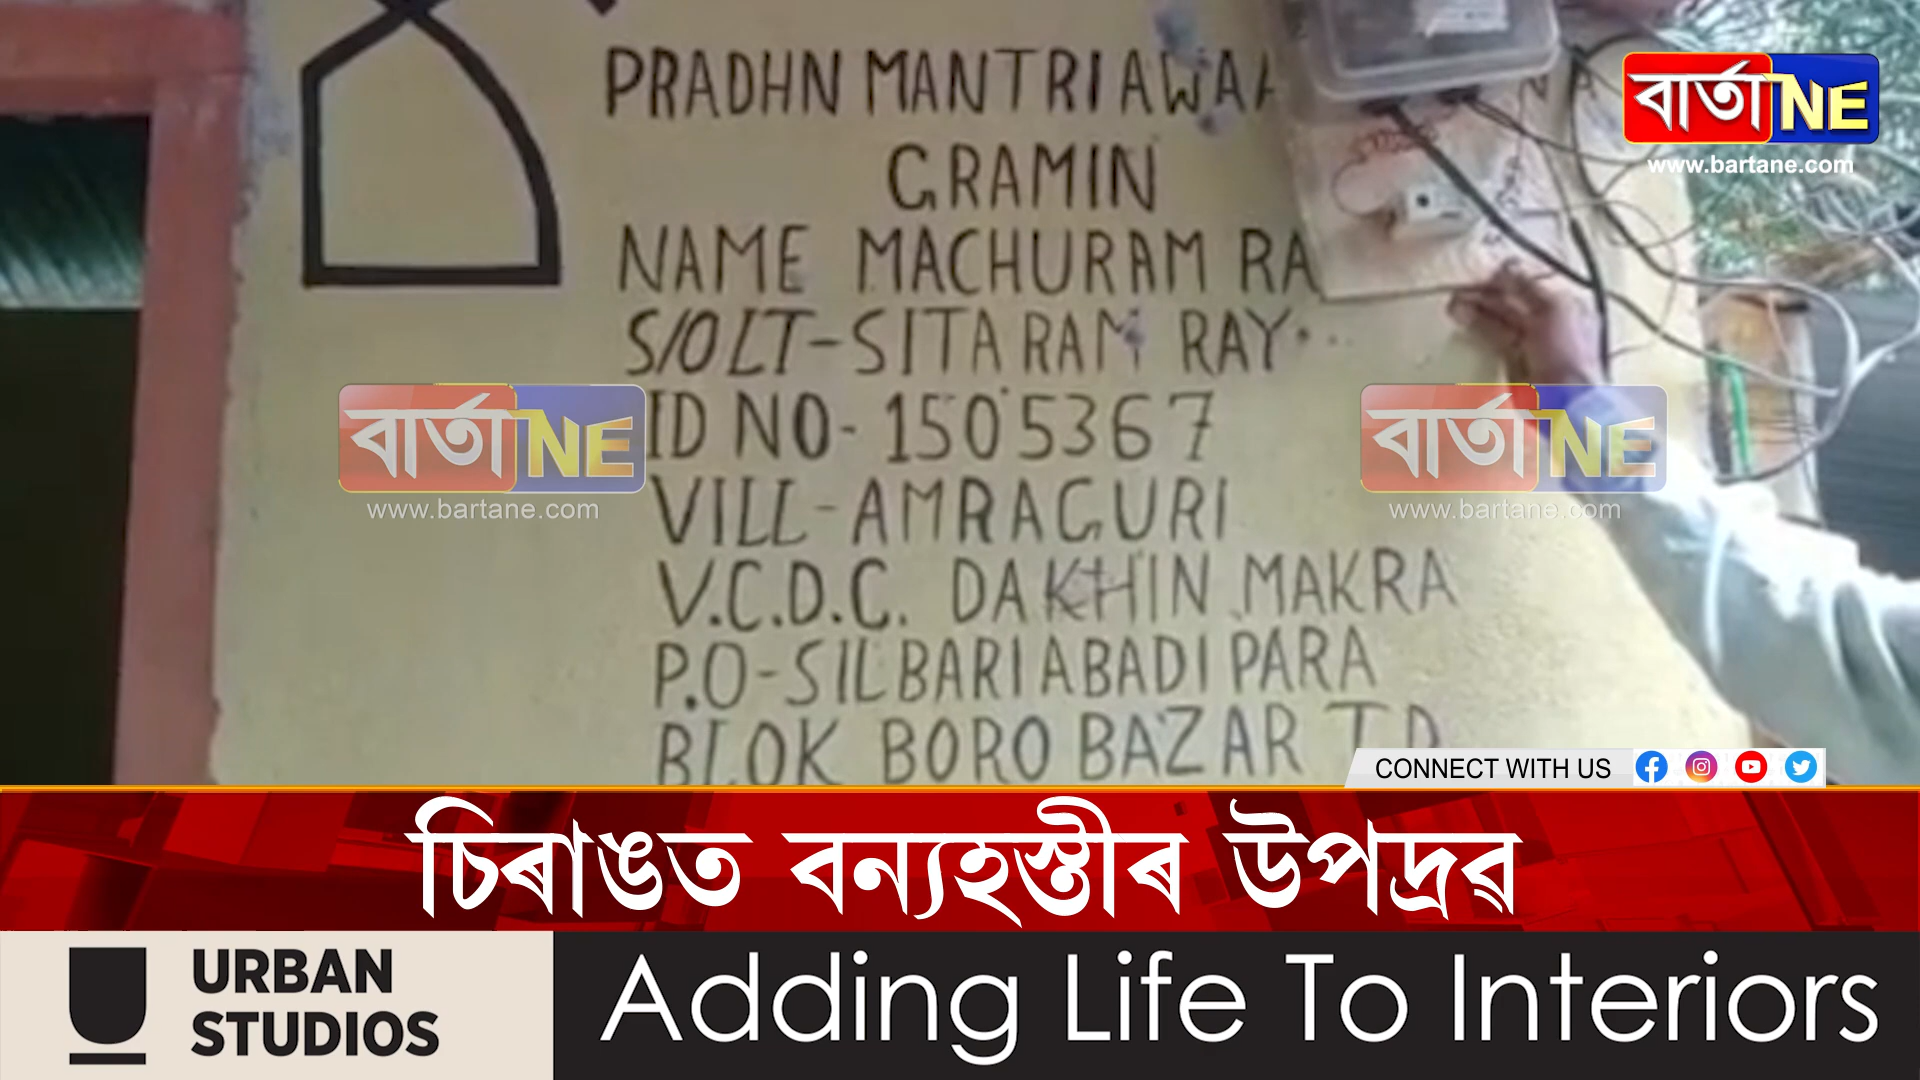 PRADHN MANTRI AWAA
GRAMIN
NAME MACHURAM RA
S/O LT-SITARAM RAY
ID NO- 1505367
VILL-AMRAGURI
V.C.D.C. DAKHIN MAKRA
P.O-SILBARI ABADI PARA
BLOK BORO BAZAR
বাৰ্তা NE
www.bartane.com
বাৰ্তা NE
www.bartane.com
বাৰ্তা NE
www.bartane.com
CONNECT WITH US
চিৰাঙত বন্যহস্তীৰ উপদ্ৰৱ
URBAN
STUDIOS
Adding Life To Interiors